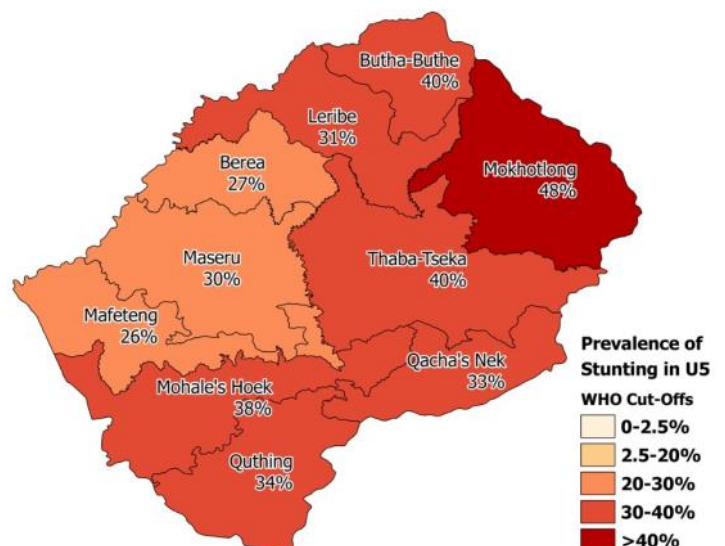 Butha-Buthe
40%
Leribe
31%
Mokhotlong
48%
Berea
27%
Maseru
30%
Thaba-Tseka
40%
Mafeteng
26%
Qacha's Nek
33%
Mohale's Hoek
38%
Quthing
34%
Prevalence of
Stunting in U5
WHO Cut-Offs
0-2.5%
2.5-20%
20-30%
30-40%
>40%